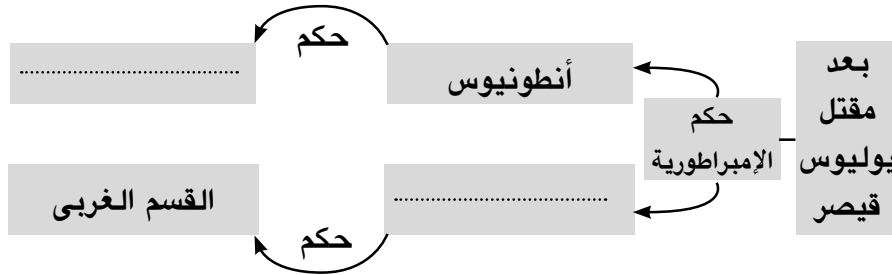 بعد
مقتل
يوليوس
قيصر
حكم
الإمبراطورية
أنطونيوس
حكم
......................................................
......................................................
حكم
القسم الغربى